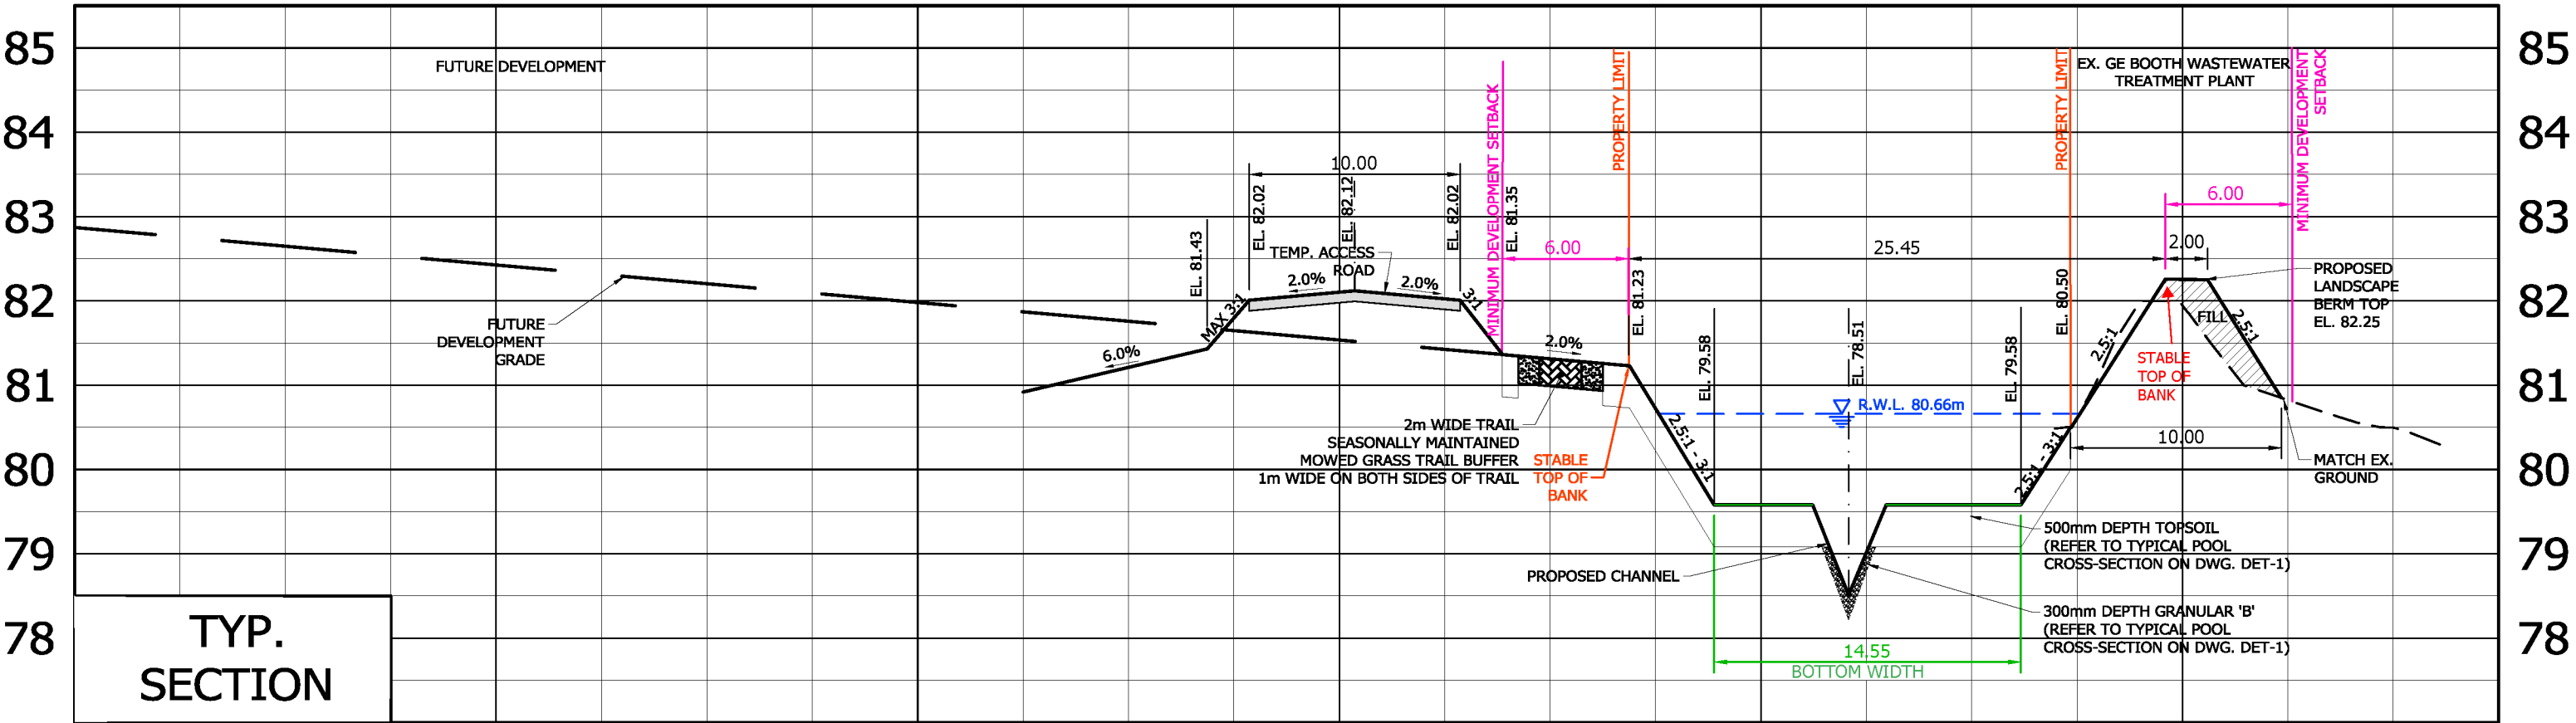 85
84
83
82
81
80
79
78
FUTURE DEVELOPMENT
FUTURE
DEVELOPMENT
GRADE
6.0%
EL. 81.43
MAX 3:1
EL. 82.02
10.00
EL. 82.12
EL. 82.02
TEMP. ACCESS
ROAD
2.0%
2.0%
3:1
MINIMUM DEVELOPMENT SETBACK
EL. 81.35
6.00
2.0%
PROPERTY LIMIT
EL. 81.23
2m WIDE TRAIL
SEASONALLY MAINTAINED
MOWED GRASS TRAIL BUFFER
1m WIDE ON BOTH SIDES OF TRAIL
STABLE
TOP OF
BANK
2.5:1 - 3:1
25.45
EL. 79.58
EL. 78.51
R.W.L. 80.66m
EL. 79.58
PROPOSED CHANNEL
14.55
BOTTOM WIDTH
2.5:1 - 3:1
PROPERTY LIMIT
EL. 80.50
EX. GE BOOTH WASTEWATER
TREATMENT PLANT
MINIMUM DEVELOPMENT
SETBACK
6.00
2.00
2.5:1
FILL
2.5:1
STABLE
TOP OF
BANK
10.00
PROPOSED
LANDSCAPE
BERM TOP
EL. 82.25
MATCH EX.
GROUND
500mm DEPTH TOPSOIL
(REFER TO TYPICAL POOL
CROSS-SECTION ON DWG. DET-1)
300mm DEPTH GRANULAR 'B'
(REFER TO TYPICAL POOL
CROSS-SECTION ON DWG. DET-1)
TYP.
SECTION
85
84
83
82
81
80
79
78